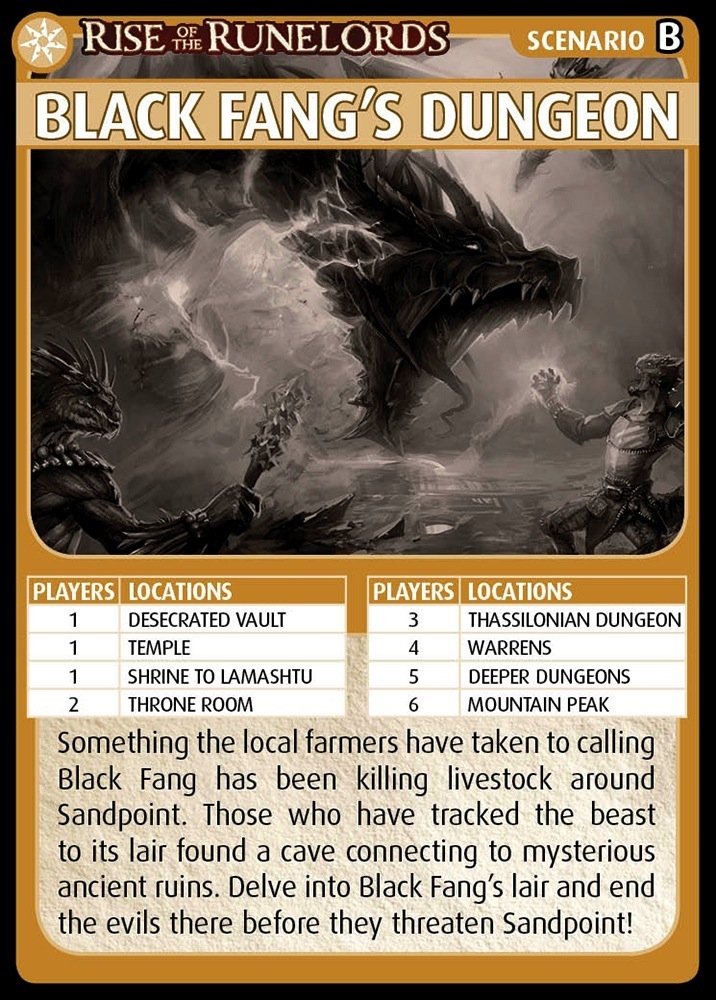 RISE OF THE RUNELORDS
SCENARIO B
BLACK FANG'S DUNGEON
PLAYERS LOCATIONS
1 DESECRATED VAULT
1 TEMPLE
1 SHRINE TO LAMASHTU
2 THRONE ROOM
PLAYERS LOCATIONS
3 THASSILONIAN DUNGEON
4 WARRENS
5 DEEPER DUNGEONS
6 MOUNTAIN PEAK
Something the local farmers have taken to calling
Black Fang has been killing livestock around
Sandpoint. Those who have tracked the beast
to its lair found a cave connecting to mysterious
ancient ruins. Delve into Black Fang's lair and end
the evils there before they threaten Sandpoint!